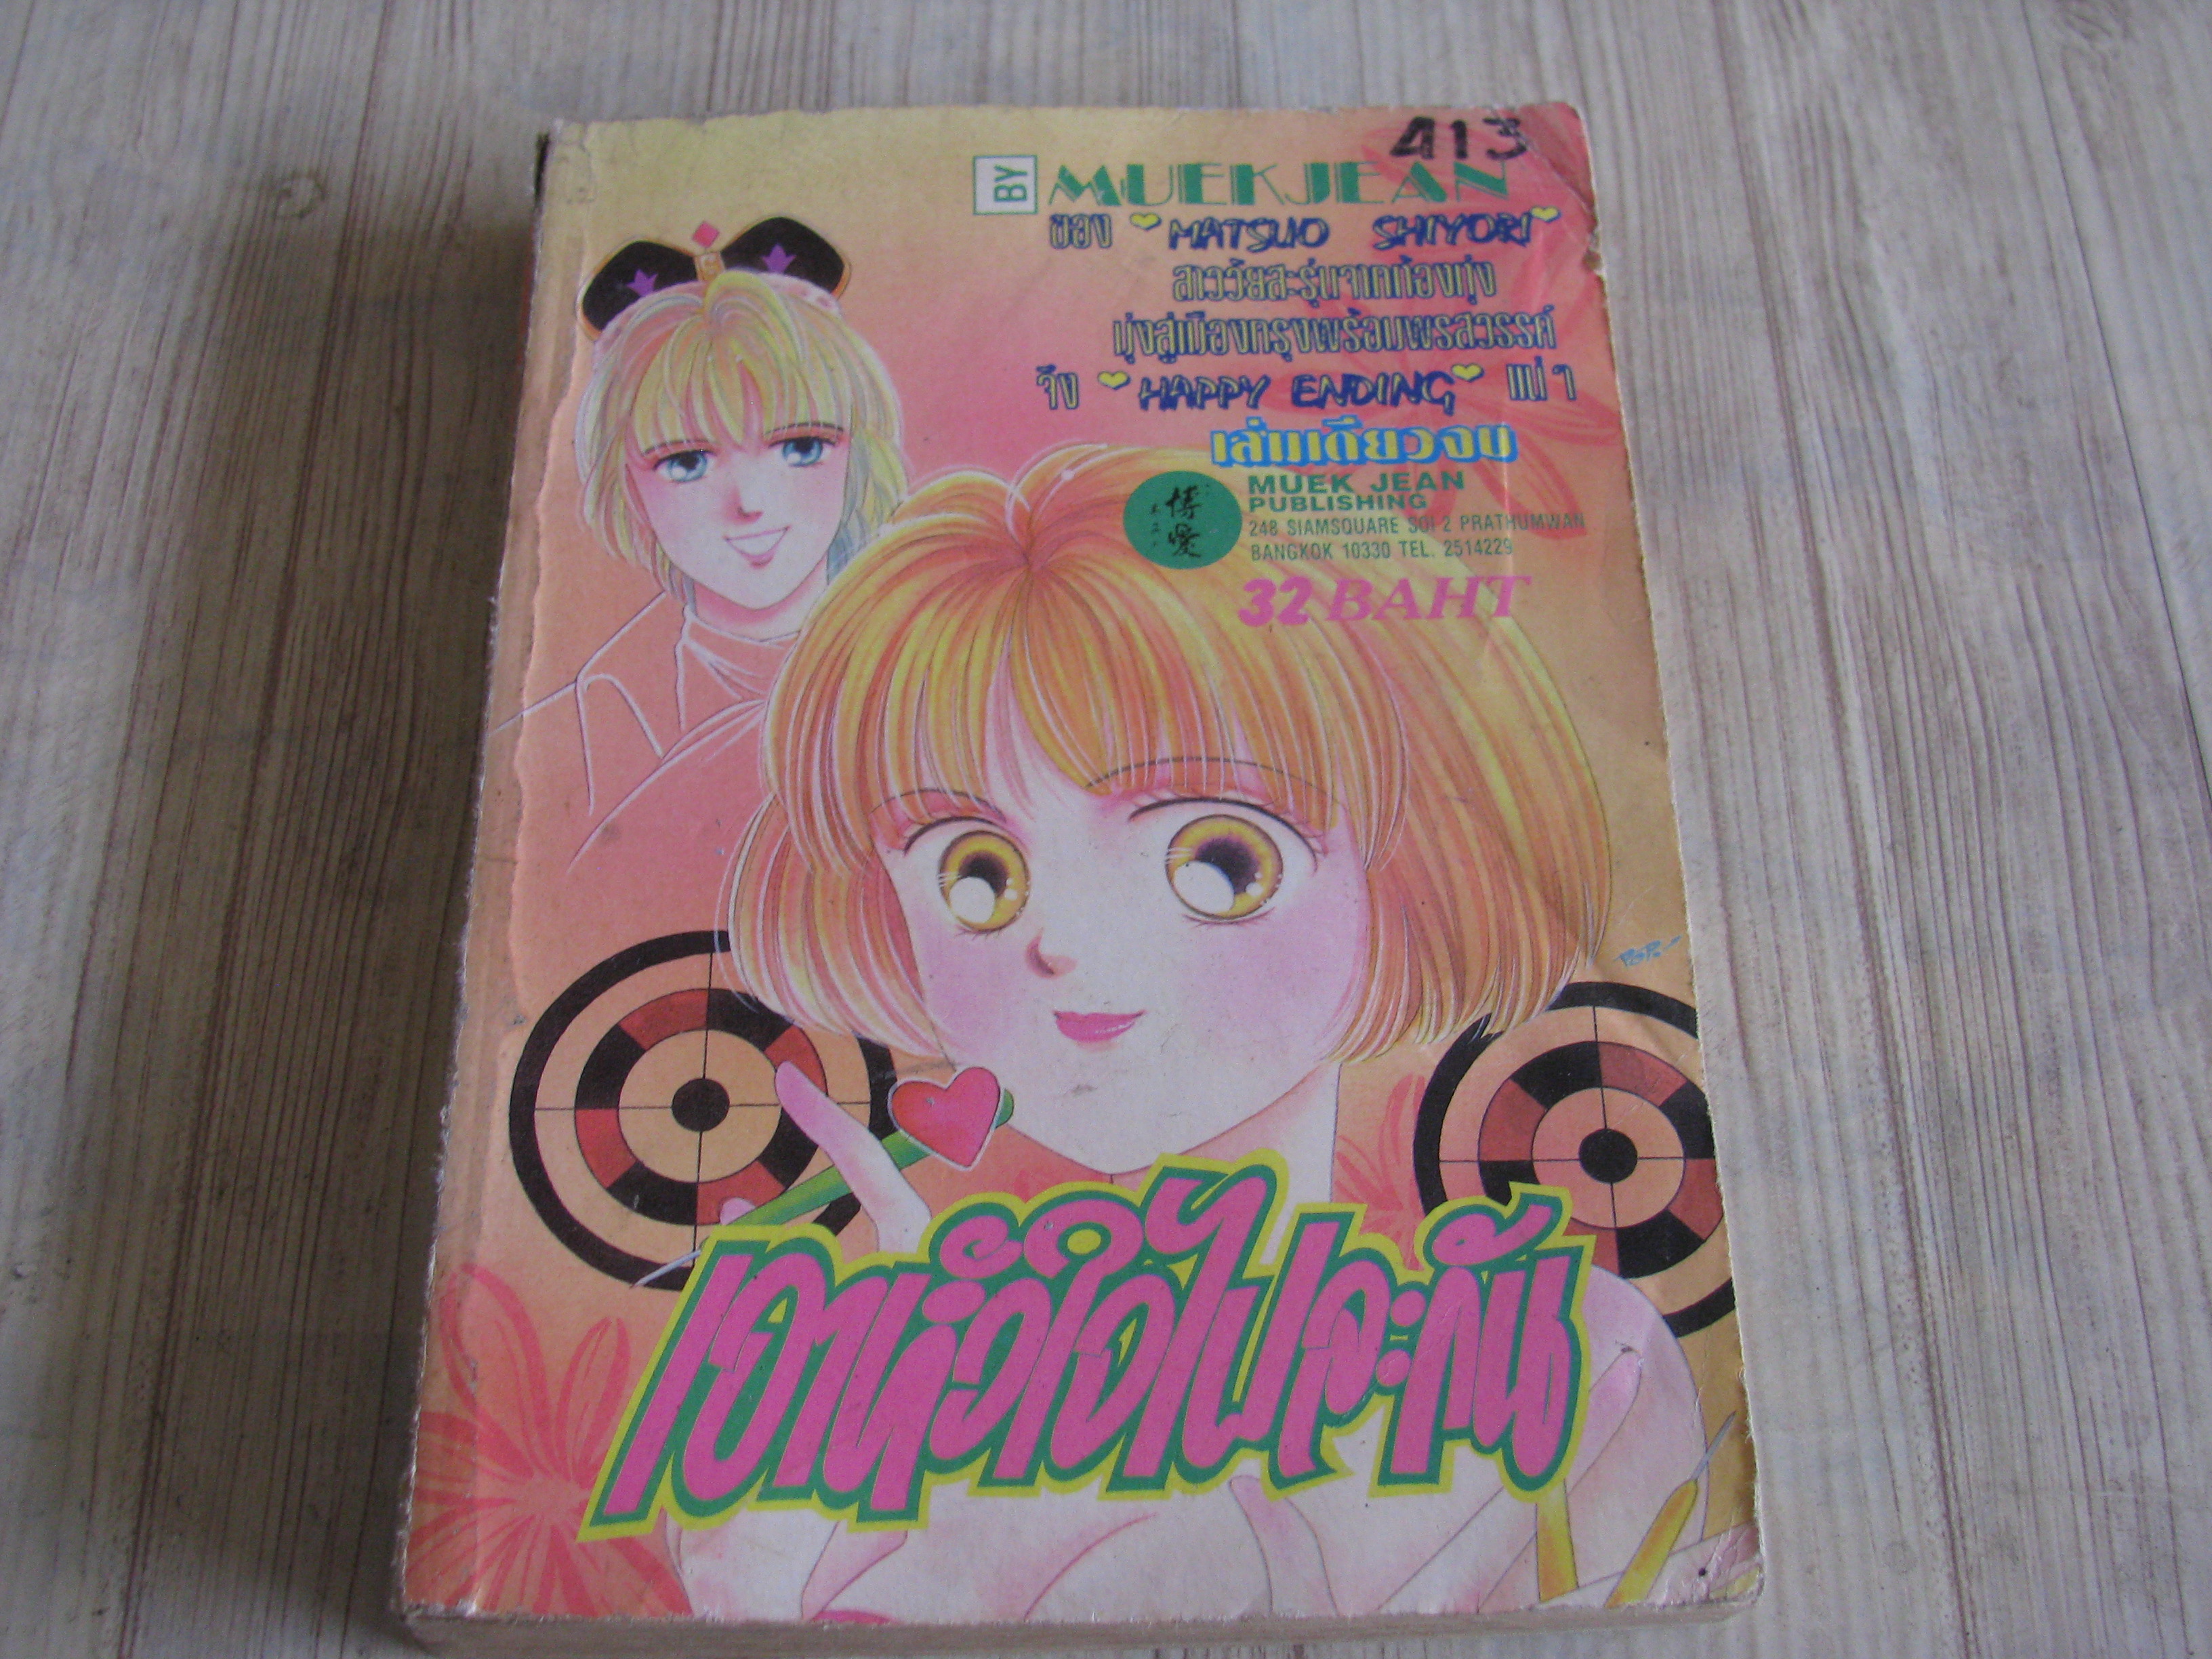 413
BY MUEKJEAN
ของ "MATSUO SHIYORI"
สาววัยสะรุ่นจากท้องทุ่ง
มุ่งสู่เมืองกรุงพร้อมพรสวรรค์
จึง "HAPPY ENDING" แน่ๆ
เล่มเดียวจบ
博愛
MUEK JEAN
PUBLISHING
248 SIAMSQUARE SOI 2 PRATHUMWAN
BANGKOK 10330 TEL. 2514229
32 BAHT
เอาหัวใจไปละกัน